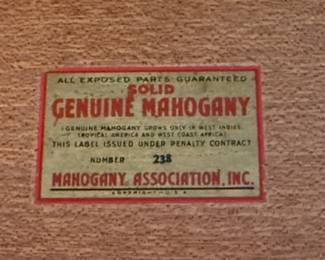 ALL EXPOSED PARTS GUARANTEED
SOLID
GENUINE MAHOGANY
(GENUINE MAHOGANY GROWS ONLY IN WEST INDIES,
TROPICAL AMERICA AND WEST COAST AFRICA)
THIS LABEL ISSUED UNDER PENALTY CONTRACT
NUMBER 238
MAHOGANY ASSOCIATION, INC.
COPYRIGHT U.S.A.